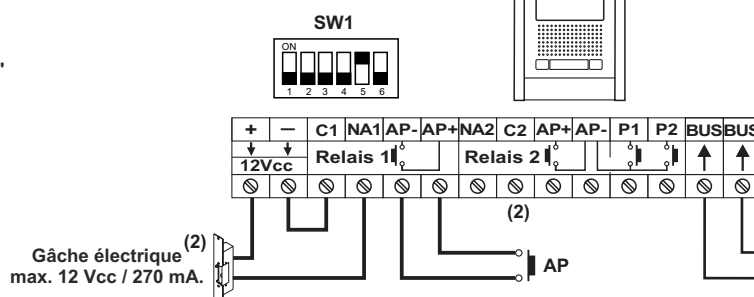 SW1
ON
1 2 3 4 5 6
+ — C1 NA1 AP- AP+ NA2 C2 AP+ AP- P1 P2 BUS BUS
12Vcc Relais 1 Relais 2
(2)
(2)
Gâche électrique
max. 12 Vcc / 270 mA.
AP